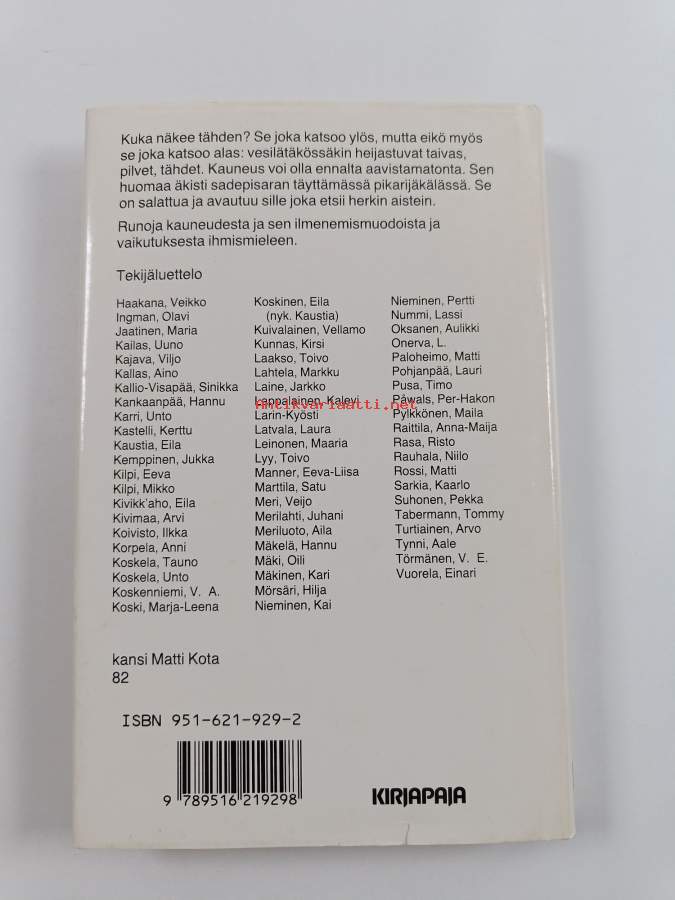 Kuka näkee tähden? Se joka katsoo ylös, mutta eikö myös
se joka katsoo alas: vesilätäkössäkin heijastuvat taivas,
pilvet, tähdet. Kauneus voi olla ennalta aavistamatonta. Sen
huomaa äkisti sadepisaran täyttämässä pikarijäkälässä. Se
on salattua ja avautuu sille joka etsii herkin aistein.
Runoja kauneudesta ja sen ilmenemismuodoista ja
vaikutuksesta ihmismieleen.
Tekijäluettelo
Haakana, Veikko
Ingman, Olavi
Jaatinen, Maria
Kailas, Uuno
Kajava, Viljo
Kallas, Aino
Kallio-Visapää, Sinikka
Kankaanpää, Hannu
Karri, Unto
Kastelli, Kerttu
Kaustia, Eila
Kemppinen, Jukka
Kilpi, Eeva
Kilpi, Mikko
Kivikk'aho, Eila
Kivimaa, Arvi
Koivisto, Ilkka
Korpela, Anni
Koskela, Tauno
Koskela, Unto
Koskenniemi, V. A.
Koski, Marja-Leena
Koskinen, Eila
(nyk. Kaustia)
Kuivalainen, Vellamo
Kunnas, Kirsi
Laakso, Toivo
Lahtela, Markku
Laine, Jarkko
Lappalainen, Kalevi
Larin-Kyösti
Latvala, Laura
Leinonen, Maaria
Lyy, Toivo
Manner, Eeva-Liisa
Marttila, Satu
Meri, Veijo
Merilahti, Juhani
Meriluoto, Aila
Mäkelä, Hannu
Mäki, Oili
Mäkinen, Kari
Mörsäri, Hilja
Nieminen, Kai
Nieminen, Pertti
Nummi, Lassi
Oksanen, Aulikki
Onerva, L.
Paloheimo, Matti
Pohjanpää, Lauri
Pusa, Timo
Påwals, Per-Hakon
Pylkkönen, Maila
Raittila, Anna-Maija
Rasa, Risto
Rauhala, Niilo
Rossi, Matti
Sarkia, Kaarlo
Suhonen, Pekka
Tabermann, Tommy
Turtiainen, Arvo
Tynni, Aale
Törmänen, V. E.
Vuorela, Einari
Antikvariaatti.net
kansi Matti Kota
82
ISBN 951-621-929-2
9 789516 219298
KIRJAPAJA